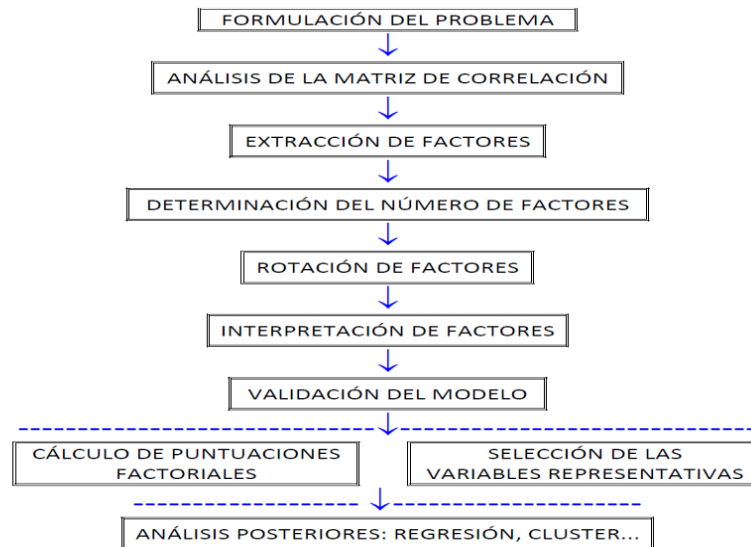 FORMULACIÓN DEL PROBLEMA
ANÁLISIS DE LA MATRIZ DE CORRELACIÓN
EXTRACCIÓN DE FACTORES
DETERMINACIÓN DEL NÚMERO DE FACTORES
ROTACIÓN DE FACTORES
INTERPRETACIÓN DE FACTORES
VALIDACIÓN DEL MODELO
CÁLCULO DE PUNTUACIONES
FACTORIALES
SELECCIÓN DE LAS
VARIABLES REPRESENTATIVAS
ANÁLISIS POSTERIORES: REGRESIÓN, CLUSTER...